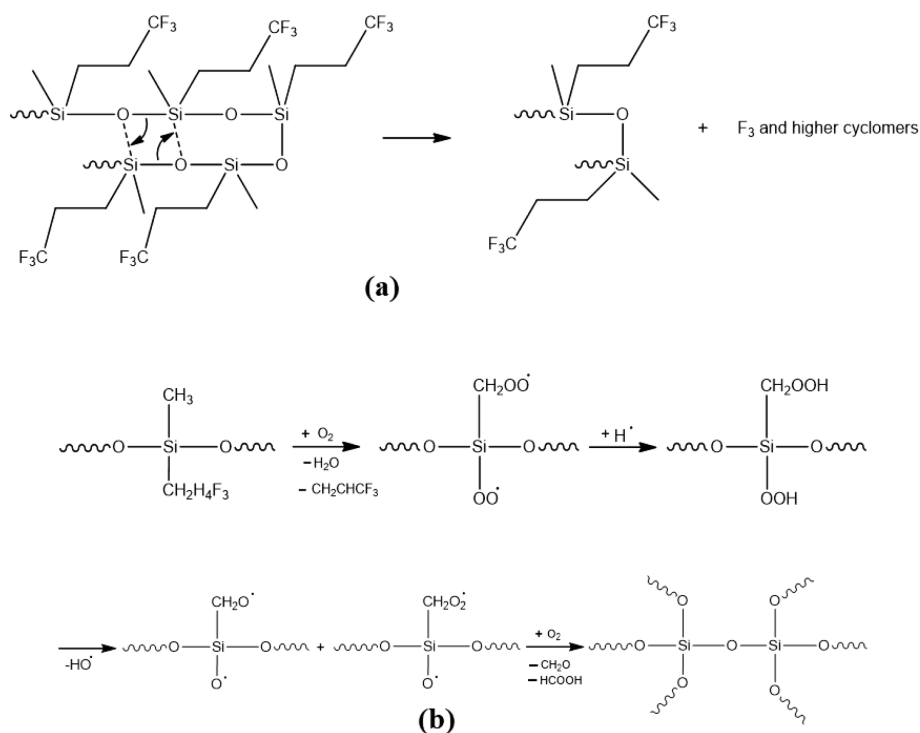 CF₃ CF₃ CF₃
Si O Si O Si
Si O Si O
F₃C F₃C
CF₃
Si O
Si
F₃C
+ F₃ and higher cyclomers
(a)
CH₃
O Si O
CH₂H₄F₃
+ O₂
−H₂O
− CH₂CHCF₃
CH₂OO•
O Si O
OO•
+ H•
CH₂OOH
O Si O
OOH
-HO•
CH₂O•
O Si O
O•
+
CH₂O₂•
O Si O
O•
+ O₂
− CH₂O
− HCOOH
O O
O Si O Si O
O O
(b)